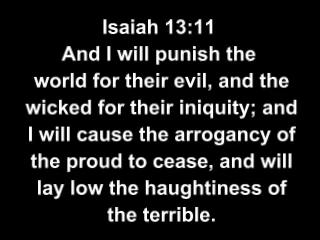 Isaiah 13:11
And I will punish the
world for their evil, and the
wicked for their iniquity; and
I will cause the arrogancy of
the proud to cease, and will
lay low the haughtiness of
the terrible.